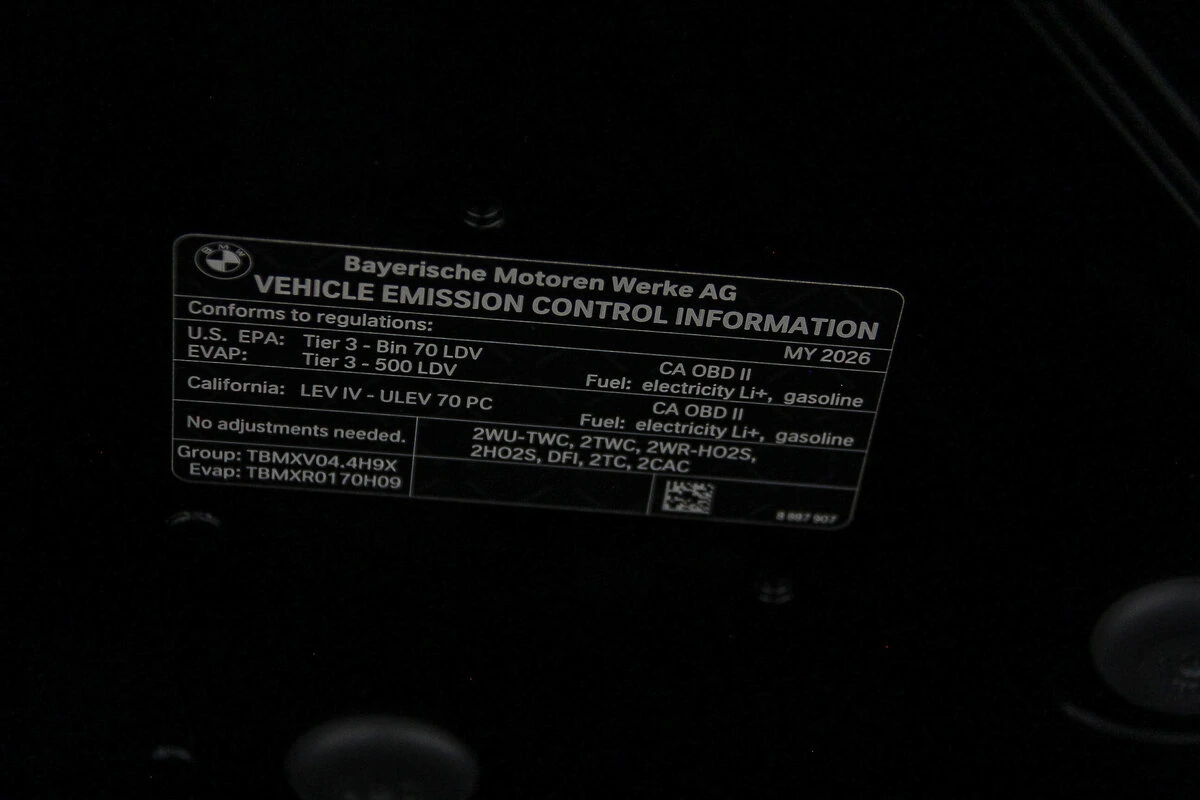 BMW
Bayerische Motoren Werke AG
VEHICLE EMISSION CONTROL INFORMATION
Conforms to regulations:
MY 2026
U.S. EPA: Tier 3 - Bin 70 LDV
CA OBD II
EVAP: Tier 3 - 500 LDV
Fuel: electricity Li+, gasoline
California: LEV IV - ULEV 70 PC
CA OBD II
Fuel: electricity Li+, gasoline
No adjustments needed.
2WU-TWC, 2TWC, 2WR-HO2S,
2HO2S, DFI, 2TC, 2CAC
Group: TBMXV04.4H9X
Evap: TBMXR0170H09